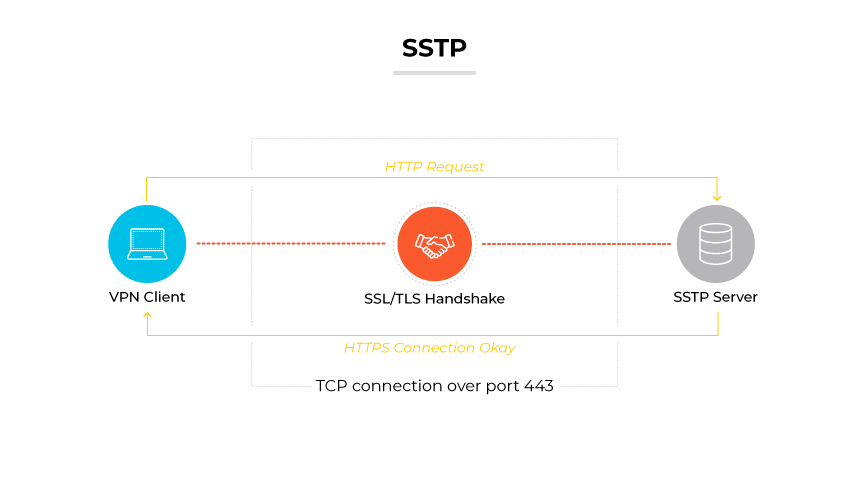 SSTP
HTTP Request
VPN Client
SSL/TLS Handshake
SSTP Server
HTTPS Connection Okay
TCP connection over port 443